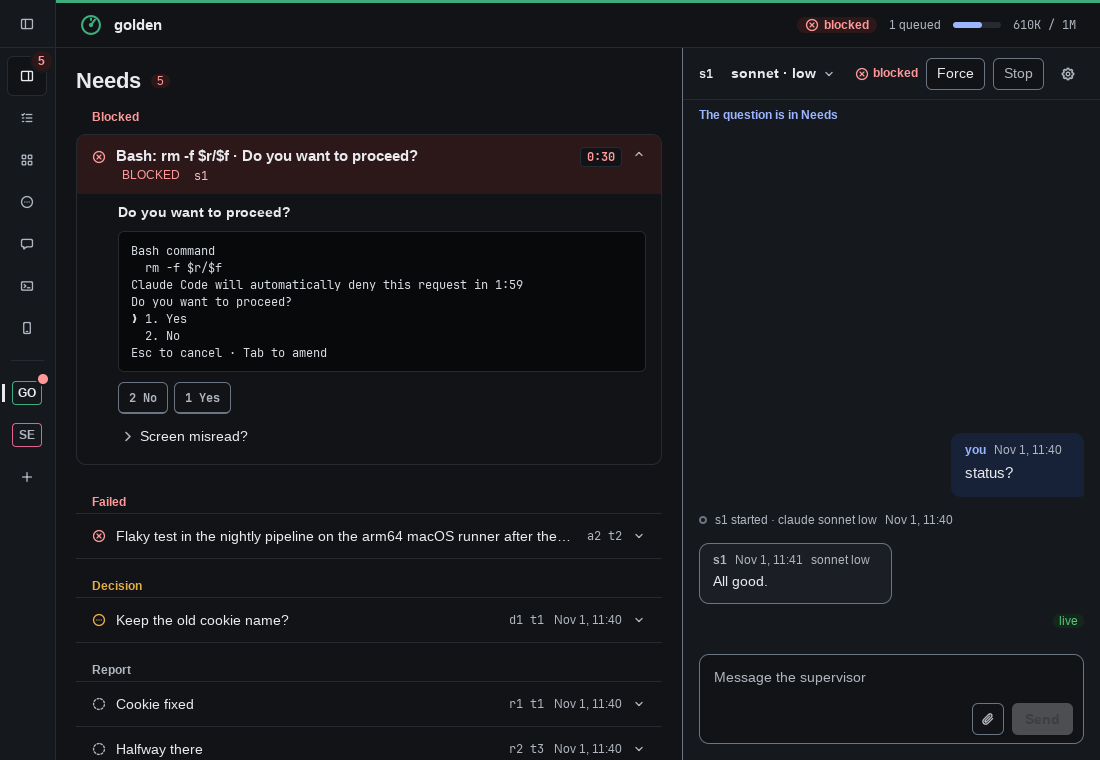 golden
blocked
1 queued
610K / 1M
5
GO
SE
Needs 5
Blocked
Bash: rm -f $r/$f · Do you want to proceed?
0:30
BLOCKED s1
Do you want to proceed?
Bash command
rm -f $r/$f
Claude Code will automatically deny this request in 1:59
Do you want to proceed?
❯ 1. Yes
2. No
Esc to cancel · Tab to amend
2 No
1 Yes
Screen misread?
Failed
Flaky test in the nightly pipeline on the arm64 macOS runner after the… a2 t2
Decision
Keep the old cookie name? d1 t1 Nov 1, 11:40
Report
Cookie fixed r1 t1 Nov 1, 11:40
Halfway there r2 t3 Nov 1, 11:40
s1 sonnet · low blocked Force Stop
The question is in Needs
you Nov 1, 11:40
status?
s1 started · claude sonnet low Nov 1, 11:40
s1 Nov 1, 11:41 sonnet low
All good.
live
Message the supervisor
Send